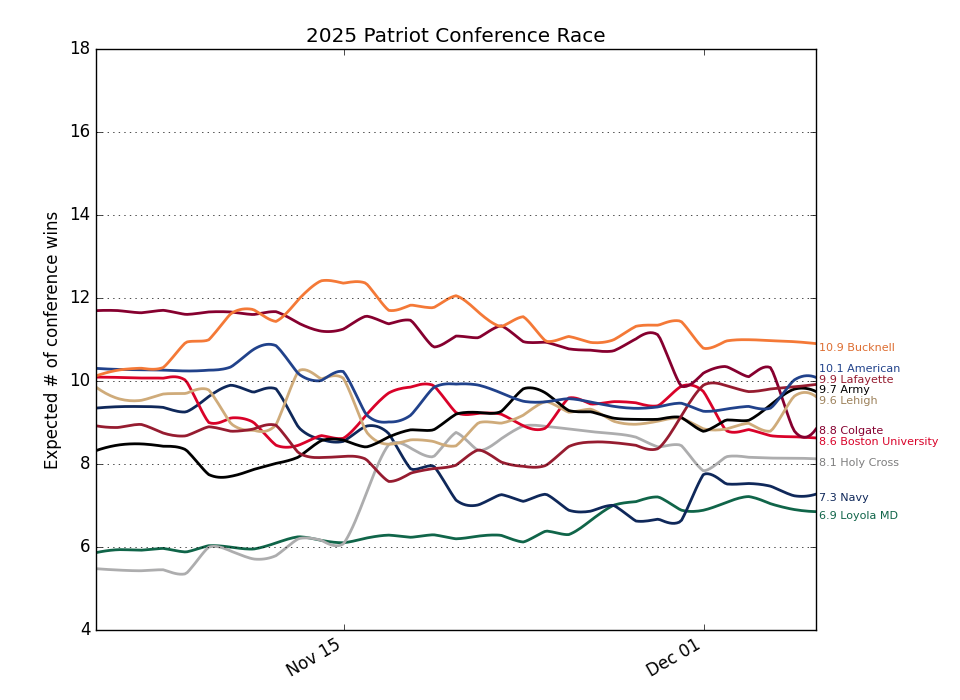 2025 Patriot Conference Race
Expected # of conference wins
18
16
14
12
10
8
6
4
Nov 15
Dec 01
10.9 Bucknell
10.1 American
9.9 Lafayette
9.7 Army
9.6 Lehigh
8.8 Colgate
8.6 Boston University
8.1 Holy Cross
7.3 Navy
6.9 Loyola MD